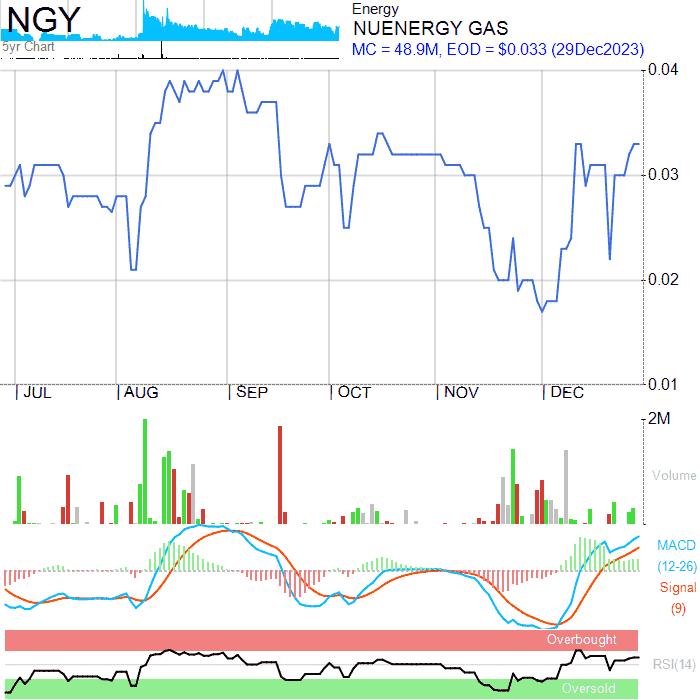 NGY
5yr Chart
Energy
NUENERGY GAS
MC = 48.9M, EOD = $0.033 (29Dec2023)
0.04
0.03
0.02
0.01
JUL
AUG
SEP
OCT
NOV
DEC
2M
Volume
MACD
(12-26)
Signal
(9)
Overbought
RSI(14)
Oversold